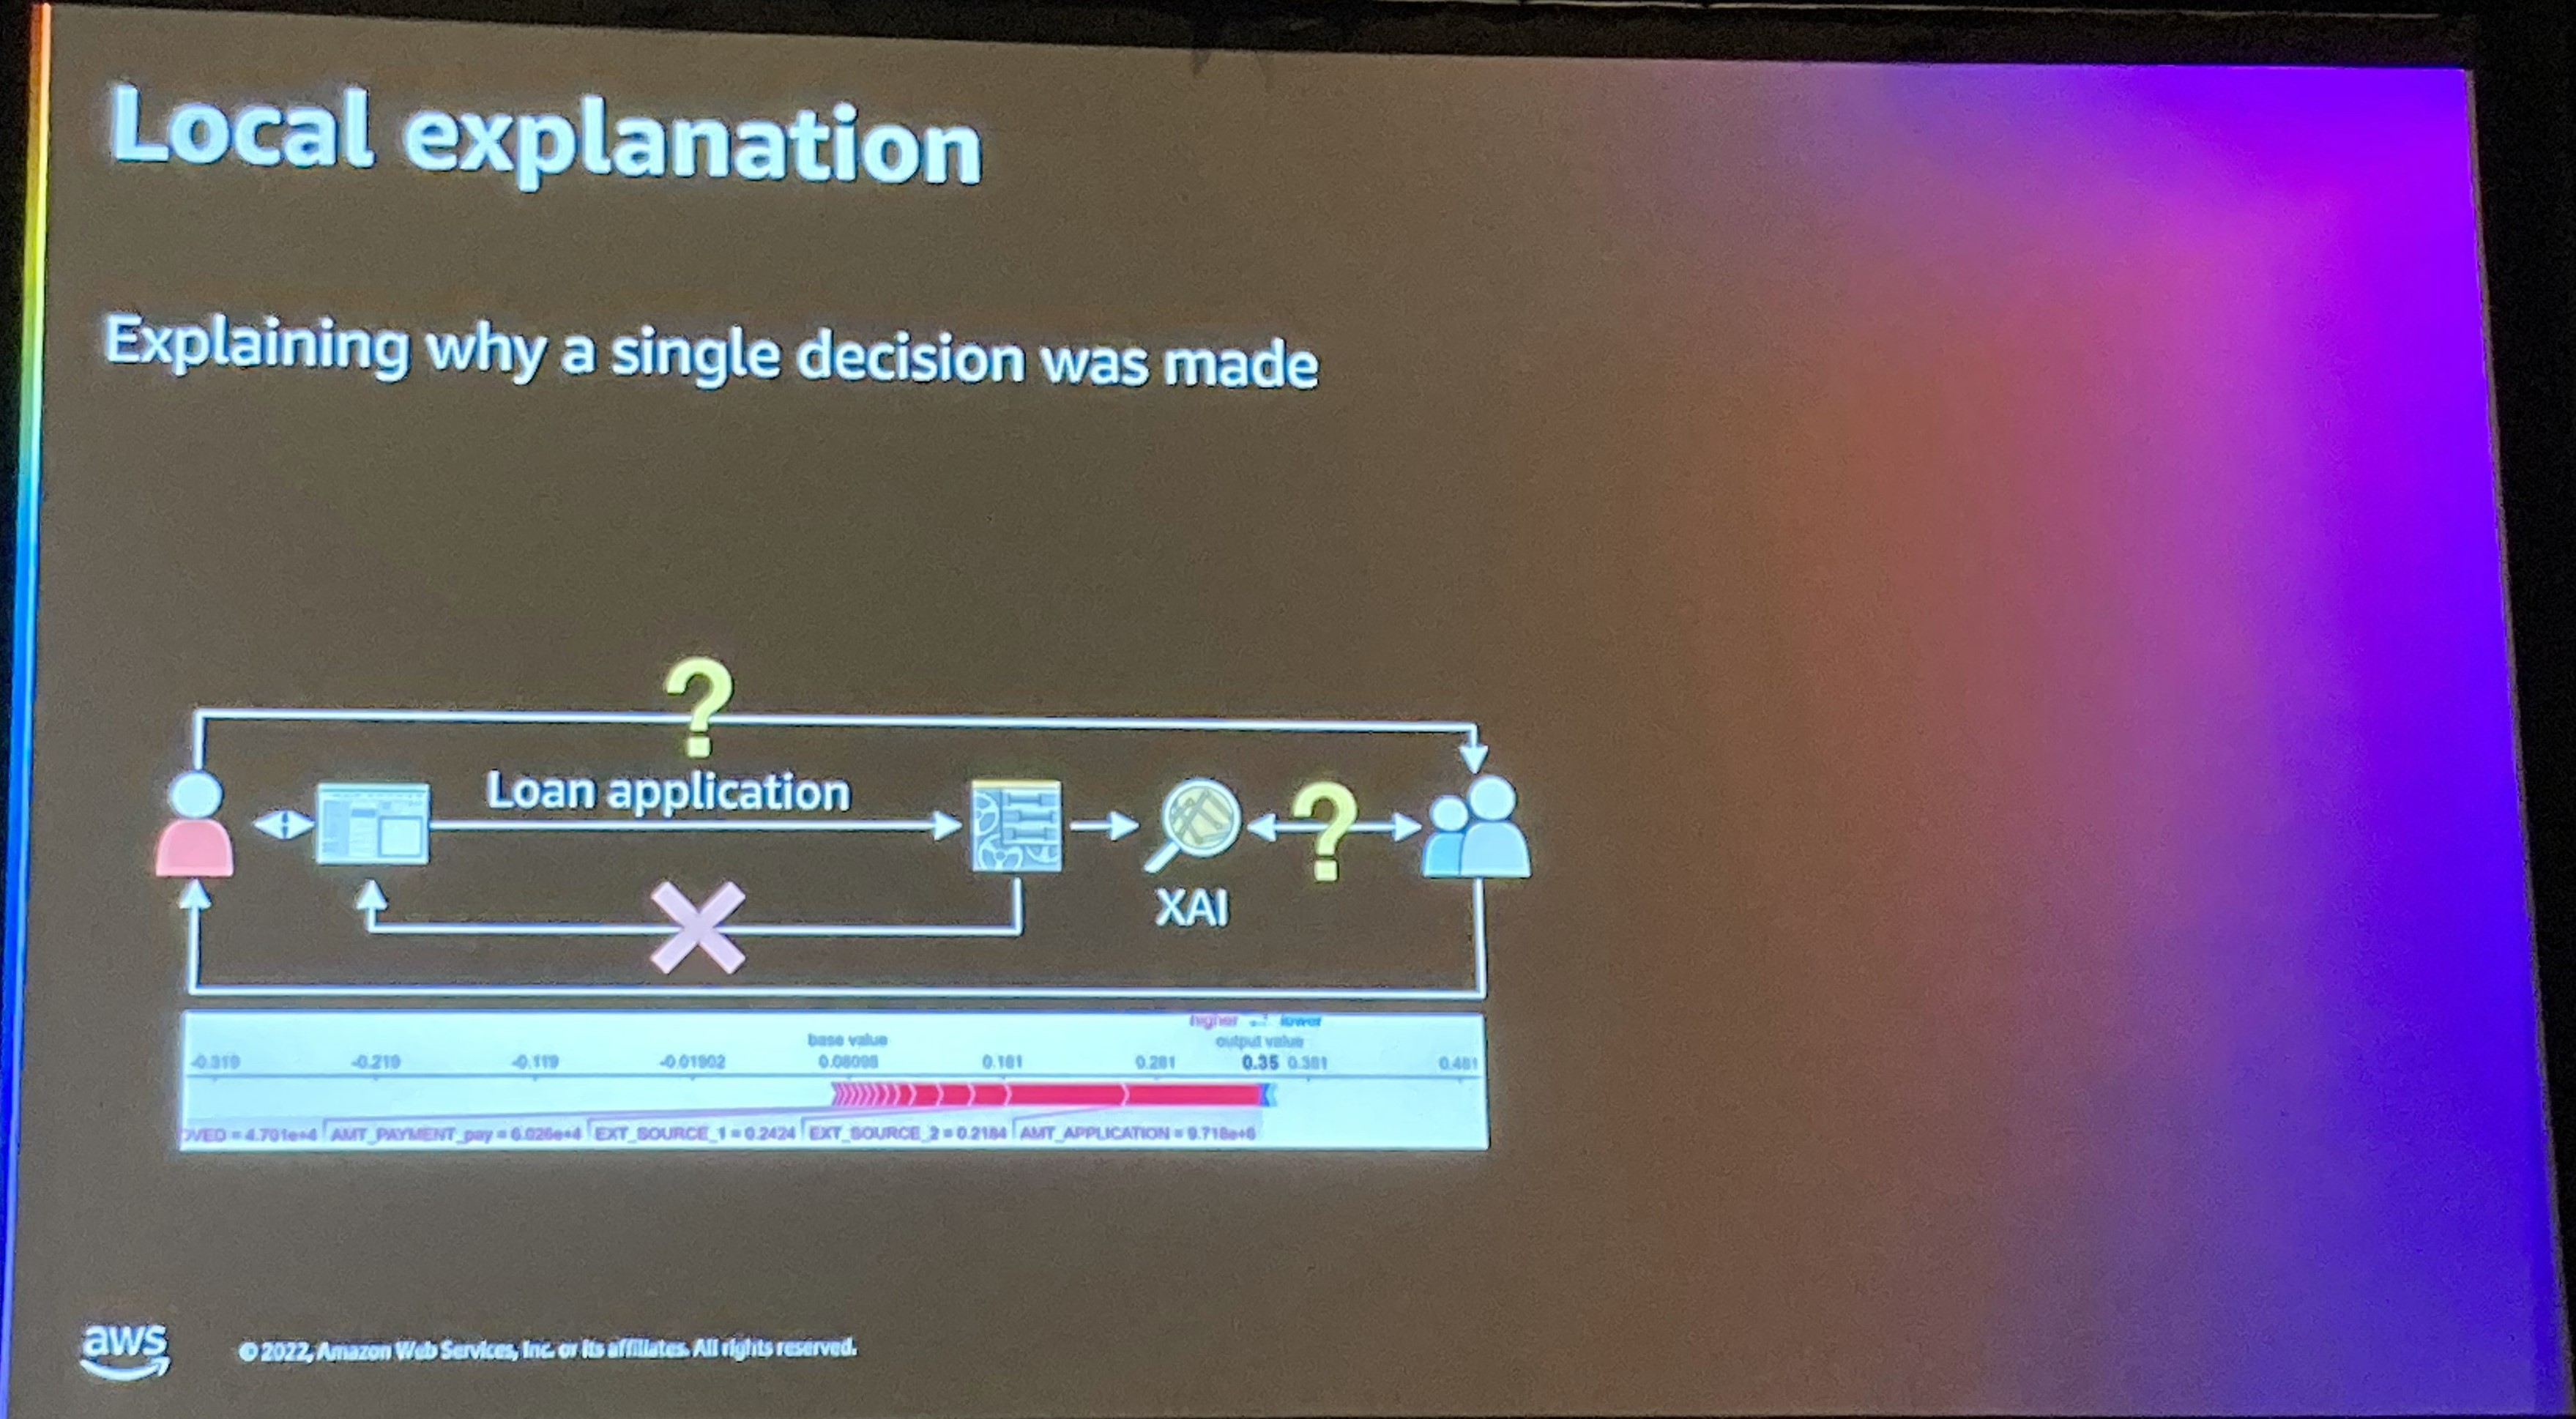 Local explanation
Explaining why a single decision was made
?
Loan application
?
XAI
higher lower
base value output value
-0.319 -0.219 -0.119 -0.01902 0.08098 0.181 0.281 0.35 0.381 0.481
OVED = 4.701e+4 AMT_PAYMENT_pay = 6.026e+4 EXT_SOURCE_1 = 0.2424 EXT_SOURCE_2 = 0.2184 AMT_APPLICATION = 9.718e+6
aws
© 2022, Amazon Web Services, Inc. or its affiliates. All rights reserved.